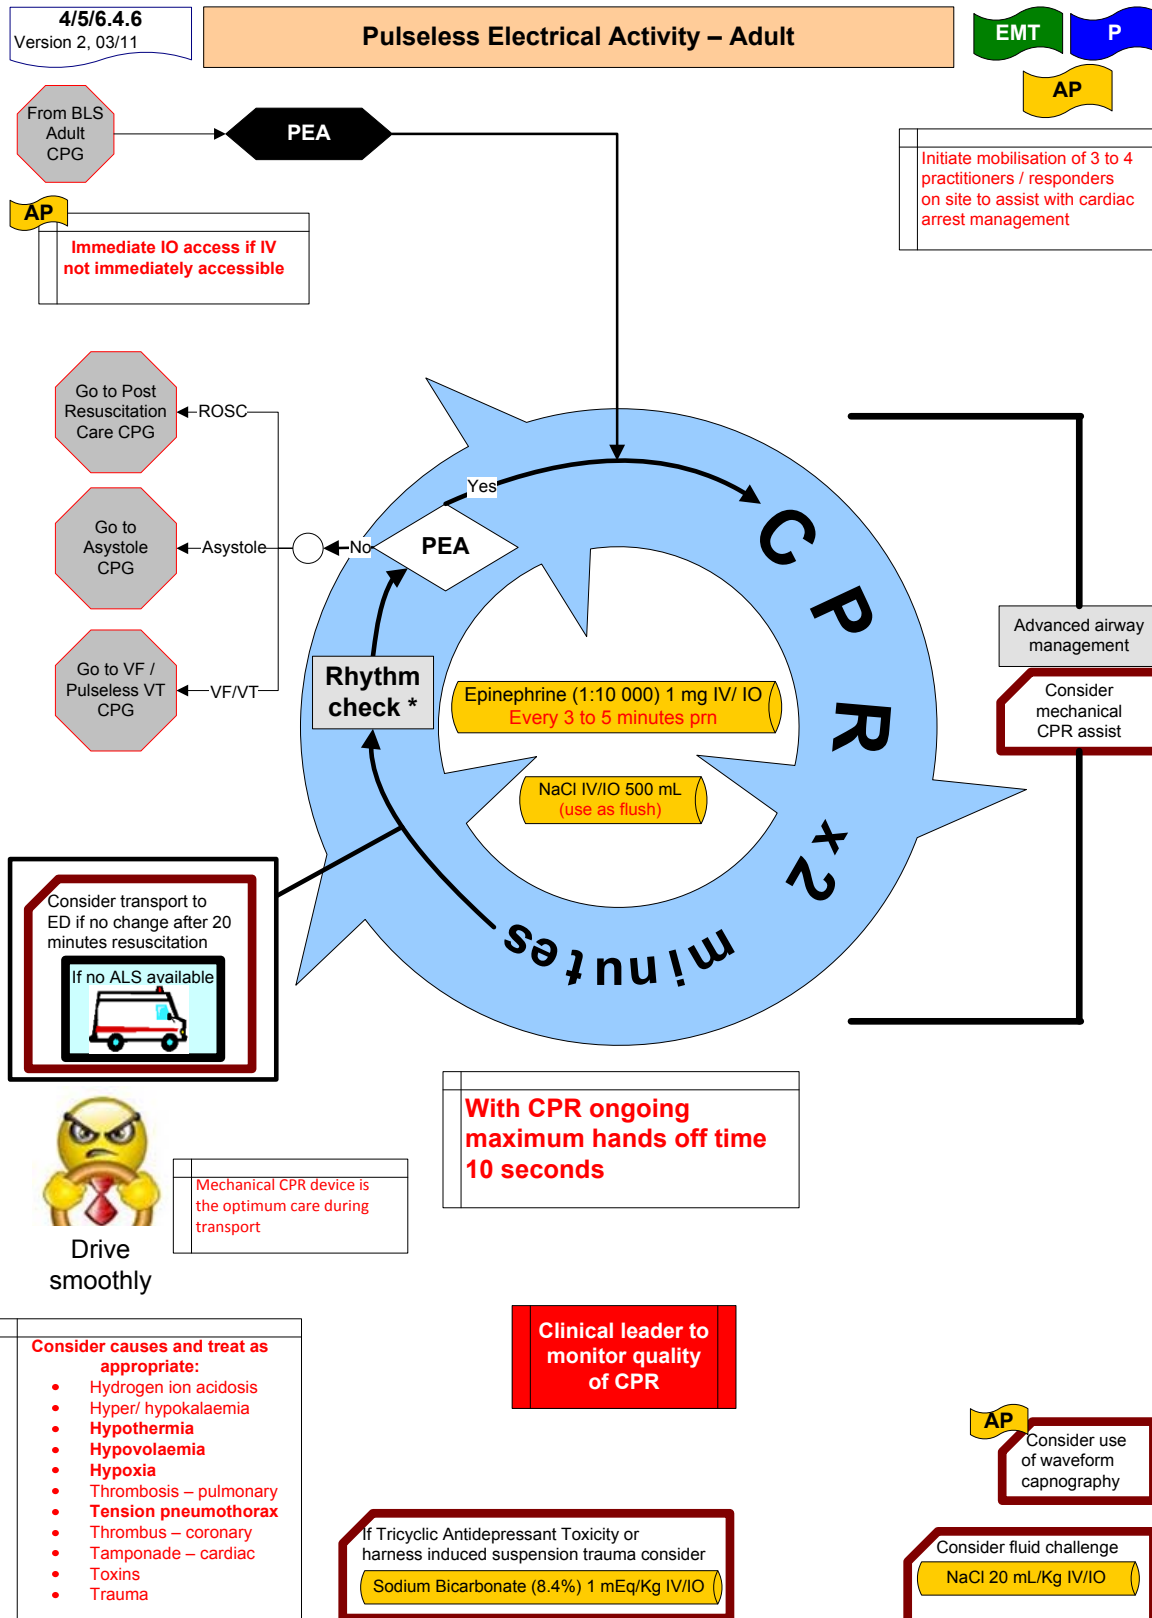 4/5/6.4.6
Version 2, 03/11
Pulseless Electrical Activity – Adult
EMT
P
AP
From BLS
Adult
CPG
PEA
Initiate mobilisation of 3 to 4
practitioners / responders
on site to assist with cardiac
arrest management
AP
Immediate IO access if IV
not immediately accessible
Go to Post
Resuscitation
Care CPG
ROSC
Go to
Asystole
CPG
Asystole
Go to VF /
Pulseless VT
CPG
VF/VT
No
PEA
Yes
Rhythm
check *
CPR x2 minutes
Epinephrine (1:10 000) 1 mg IV/ IO
Every 3 to 5 minutes prn
NaCl IV/IO 500 mL
(use as flush)
Advanced airway
management
Consider
mechanical
CPR assist
Consider transport to
ED if no change after 20
minutes resuscitation
If no ALS available
With CPR ongoing
maximum hands off time
10 seconds
Mechanical CPR device is
the optimum care during
transport
Drive
smoothly
Clinical leader to
monitor quality
of CPR
Consider causes and treat as
appropriate:
• Hydrogen ion acidosis
• Hyper/ hypokalaemia
• Hypothermia
• Hypovolaemia
• Hypoxia
• Thrombosis – pulmonary
• Tension pneumothorax
• Thrombus – coronary
• Tamponade – cardiac
• Toxins
• Trauma
If Tricyclic Antidepressant Toxicity or
harness induced suspension trauma consider
Sodium Bicarbonate (8.4%) 1 mEq/Kg IV/IO
AP
Consider use
of waveform
capnography
Consider fluid challenge
NaCl 20 mL/Kg IV/IO